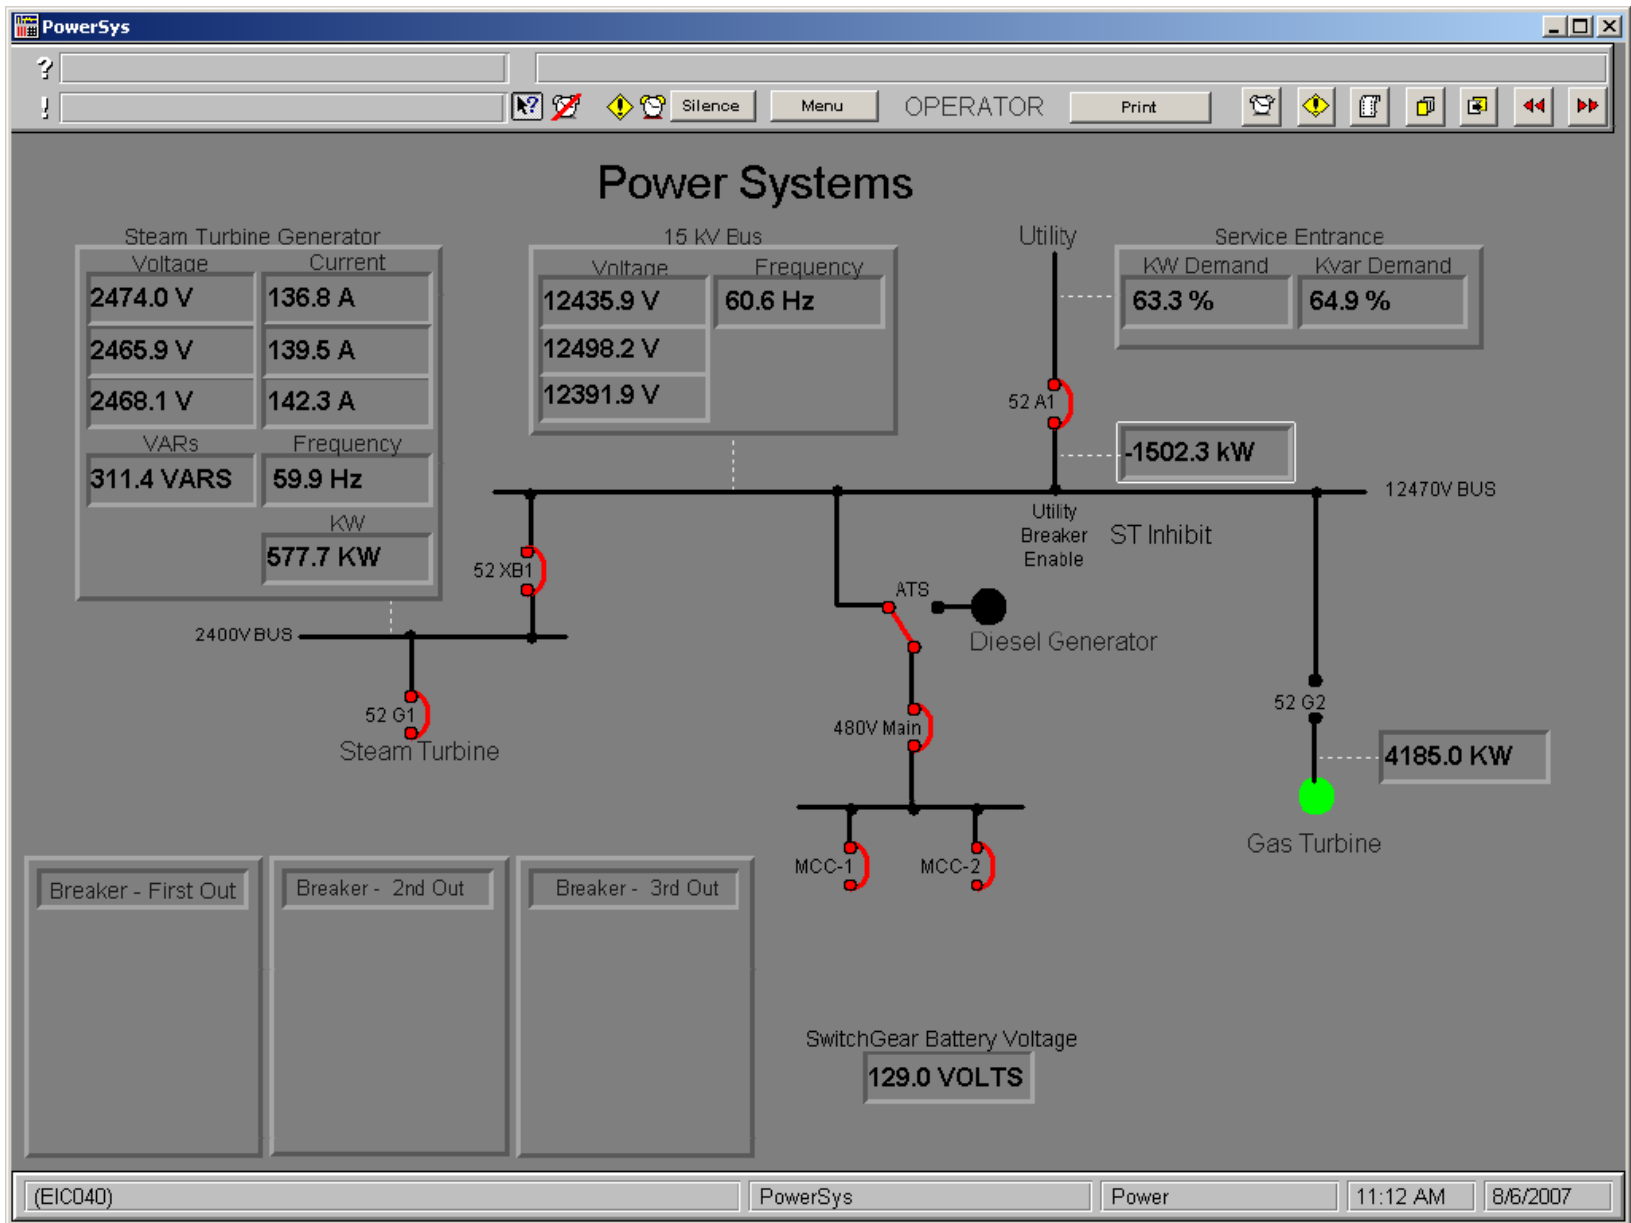 PowerSys
?
!
Silence
Menu
OPERATOR
Print
Power Systems
Steam Turbine Generator
Voltage
Current
2474.0 V
136.8 A
2465.9 V
139.5 A
2468.1 V
142.3 A
VARs
Frequency
311.4 VARS
59.9 Hz
KW
577.7 KW
15 KV Bus
Voltage
Frequency
12435.9 V
60.6 Hz
12498.2 V
12391.9 V
Utility
Service Entrance
KW Demand
Kvar Demand
63.3 %
64.9 %
52 A1
-1502.3 kW
12470V BUS
Utility
Breaker
Enable
ST Inhibit
52 XB1
2400V BUS
52 G1
Steam Turbine
ATS
Diesel Generator
480V Main
MCC-1
MCC-2
52 G2
4185.0 KW
Gas Turbine
Breaker - First Out
Breaker - 2nd Out
Breaker - 3rd Out
SwitchGear Battery Voltage
129.0 VOLTS
(EIC040)
PowerSys
Power
11:12 AM
8/6/2007